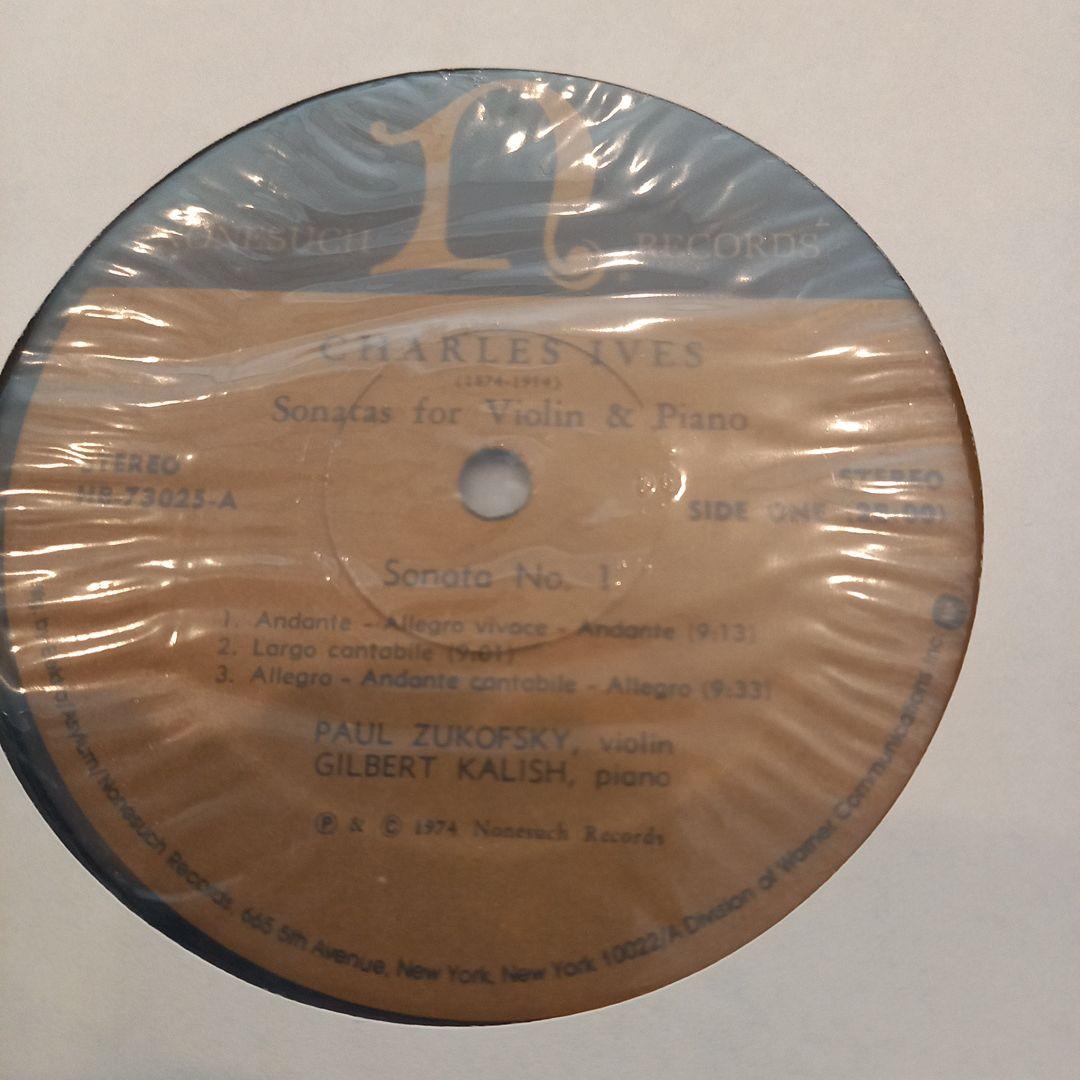 n
NONESUCH RECORDS
CHARLES IVES
(1874-1954)
Sonatas for Violin & Piano
STEREO
HB-73025-A
STEREO
SIDE ONE
Sonata No. 1
1. Andante - Allegro vivace - Andante (9:13)
2. Largo cantabile (9:01)
3. Allegro - Andante cantabile - Allegro (9:33)
PAUL ZUKOFSKY, violin
GILBERT KALISH, piano
Ⓟ & © 1974 Nonesuch Records
Asylum/Nonesuch Records, 665 5th Avenue, New York, New York 10022/A Division of Warner Communications Inc.